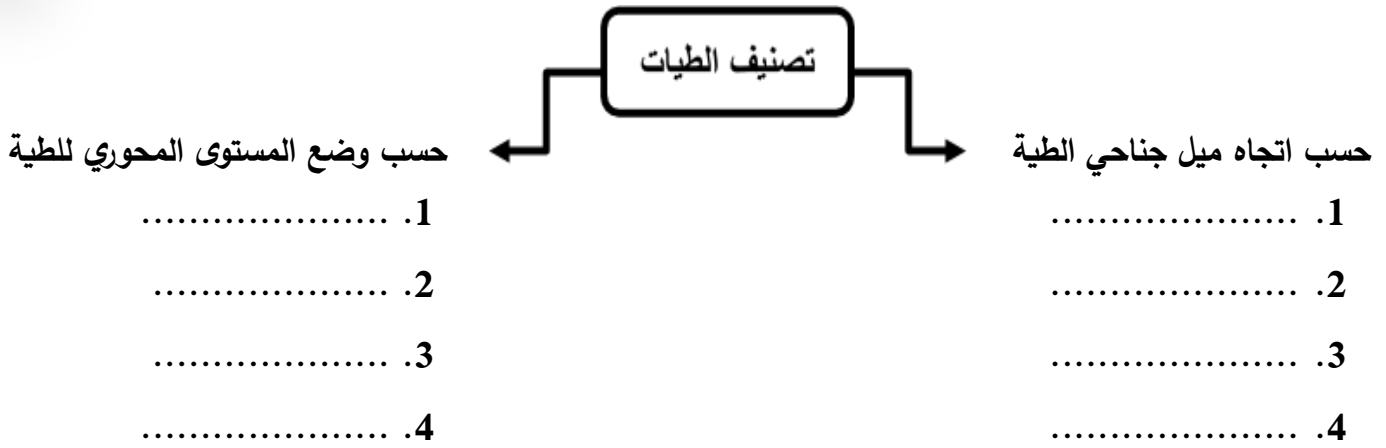 تصنيف الطيات
حسب اتجاه ميل جناحي الطية
1. .....................
2. .....................
3. .....................
4. .....................
حسب وضع المستوى المحوري للطية
1. .....................
2. ....................
3. ....................
4. .....................